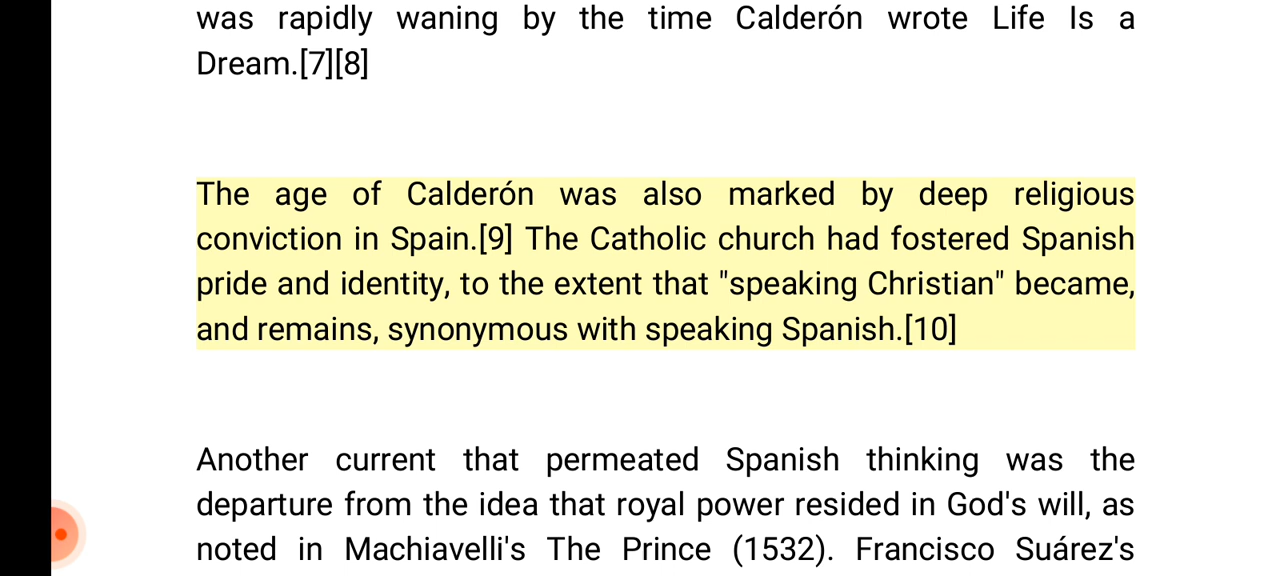 was rapidly waning by the time Calderón wrote Life Is a
Dream.[7][8]
The age of Calderón was also marked by deep religious
conviction in Spain.[9] The Catholic church had fostered Spanish
pride and identity, to the extent that "speaking Christian" became,
and remains, synonymous with speaking Spanish.[10]
Another current that permeated Spanish thinking was the
departure from the idea that royal power resided in God's will, as
noted in Machiavelli's The Prince (1532). Francisco Suárez's